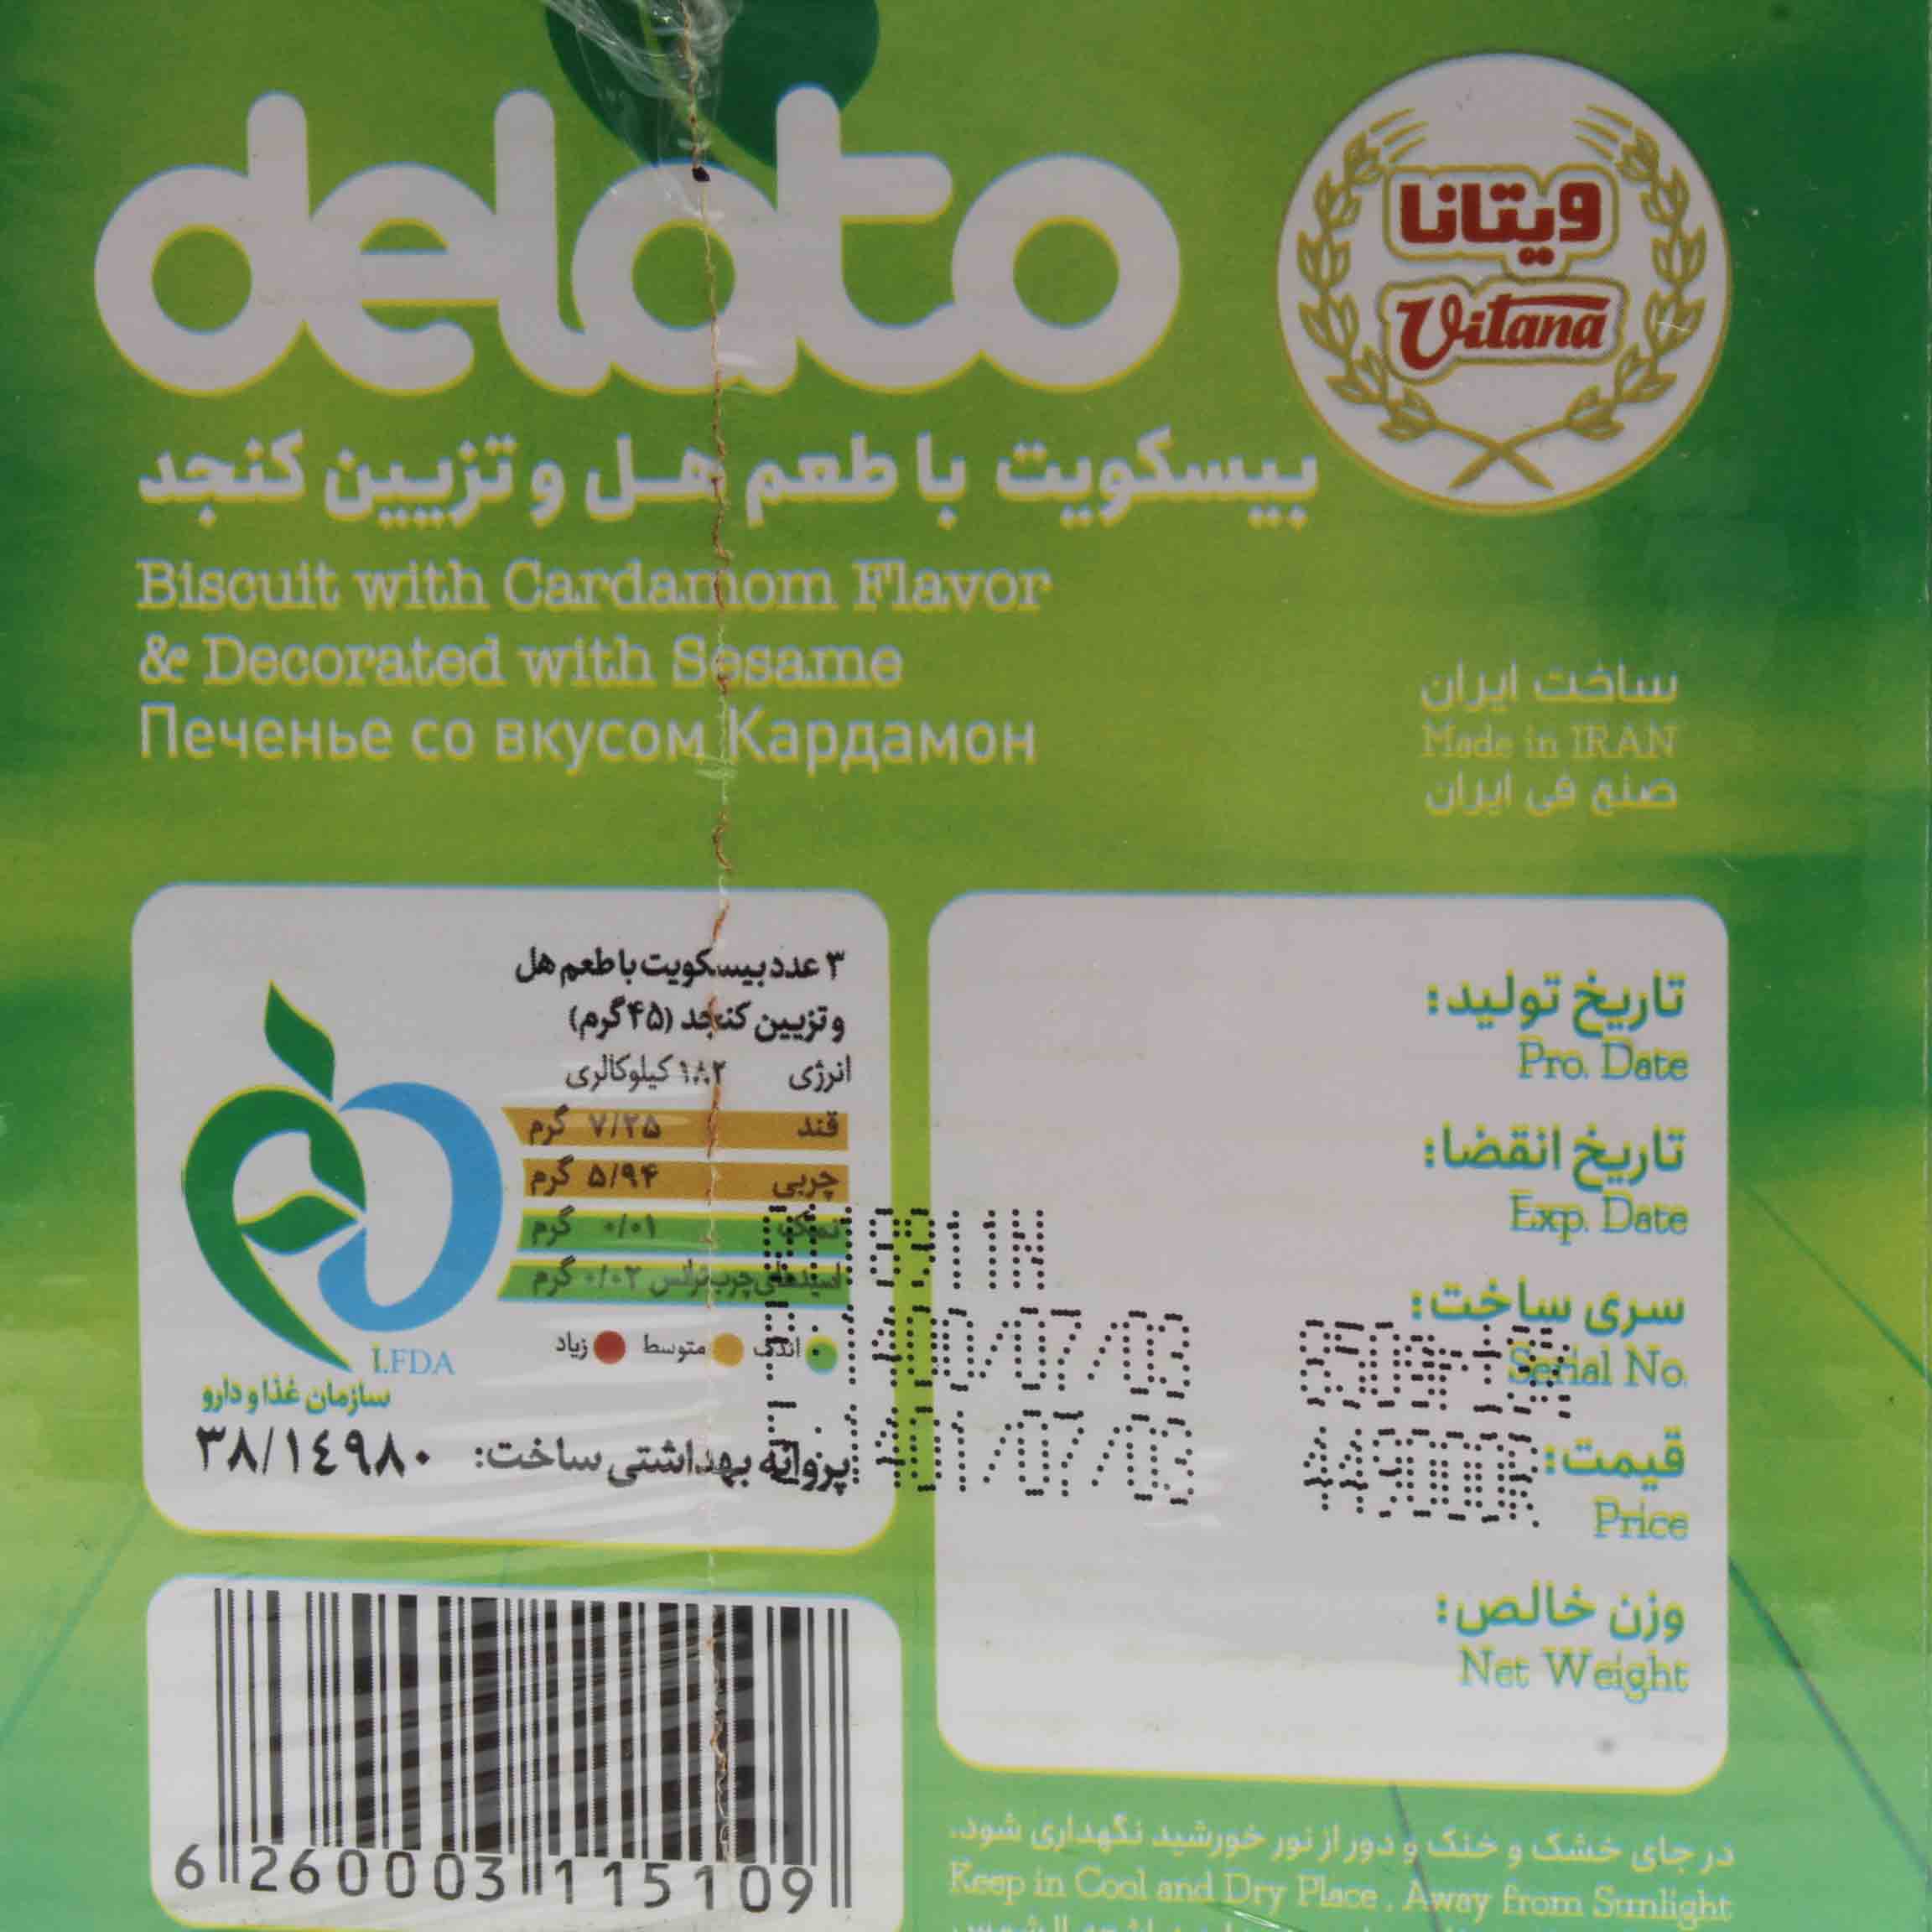 delato
ویتانا
Vitana
بیسکویت با طعم هل و تزیین کنجد
Biscuit with Cardamom Flavor
& Decorated with Sesame
Печенье со вкусом Кардамон
ساخت ایران
Made in IRAN
صنع في ایران
۳ عدد بیسکویت با طعم هل
و تزیین کنجد (۴۵ گرم)
انرژی ۱۸۲ کیلوکالری
قند ۷/۲۵ گرم
چربی ۵/۹۴ گرم
نمک ۰/۰۱ گرم
اسیدهای چرب ترانس ۰/۰۲ گرم
اندک متوسط زیاد
I.FDA
سازمان غذا و دارو
پروانه بهداشتی ساخت: ۳۸/۱٤۹۸۰
تاریخ تولید:
Pro. Date
تاریخ انقضا:
Exp. Date
سری ساخت:
Serial No.
قیمت:
Price
وزن خالص:
Net Weight
P:1400/07/03
E:1401/07/03
44900R
6 260003 115109
در جای خشک و خنک و دور از نور خورشید نگهداری شود.
Keep in Cool and Dry Place , Away from Sunlight